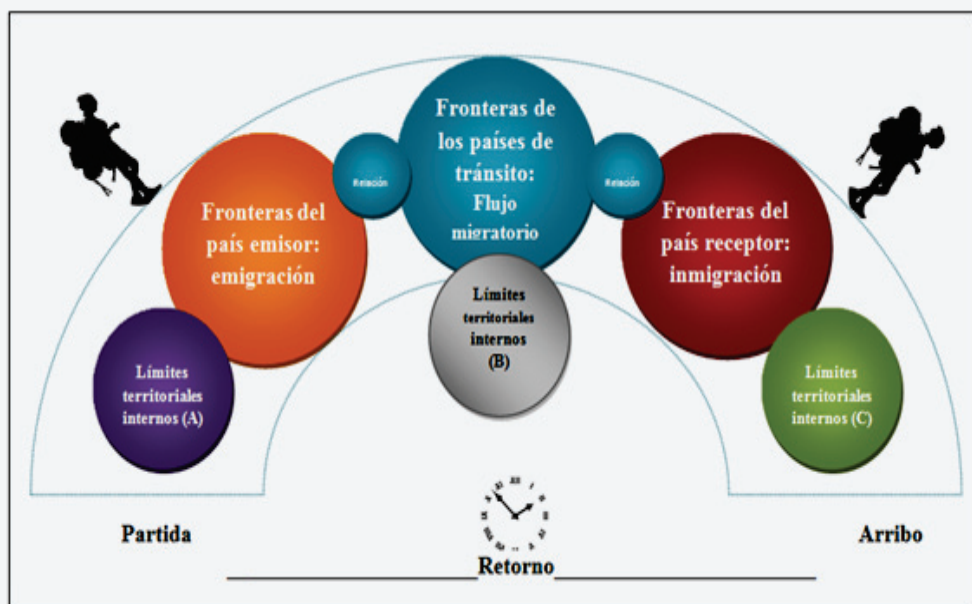 Fronteras de
los países de
tránsito:
Flujo
migratorio
Relación
Relación
Fronteras del
país emisor:
emigración
Fronteras del
país receptor:
inmigración
Límites
territoriales
internos
(B)
Límites
territoriales
internos (A)
Límites
territoriales
internos (C)
Partida
Arribo
Retorno